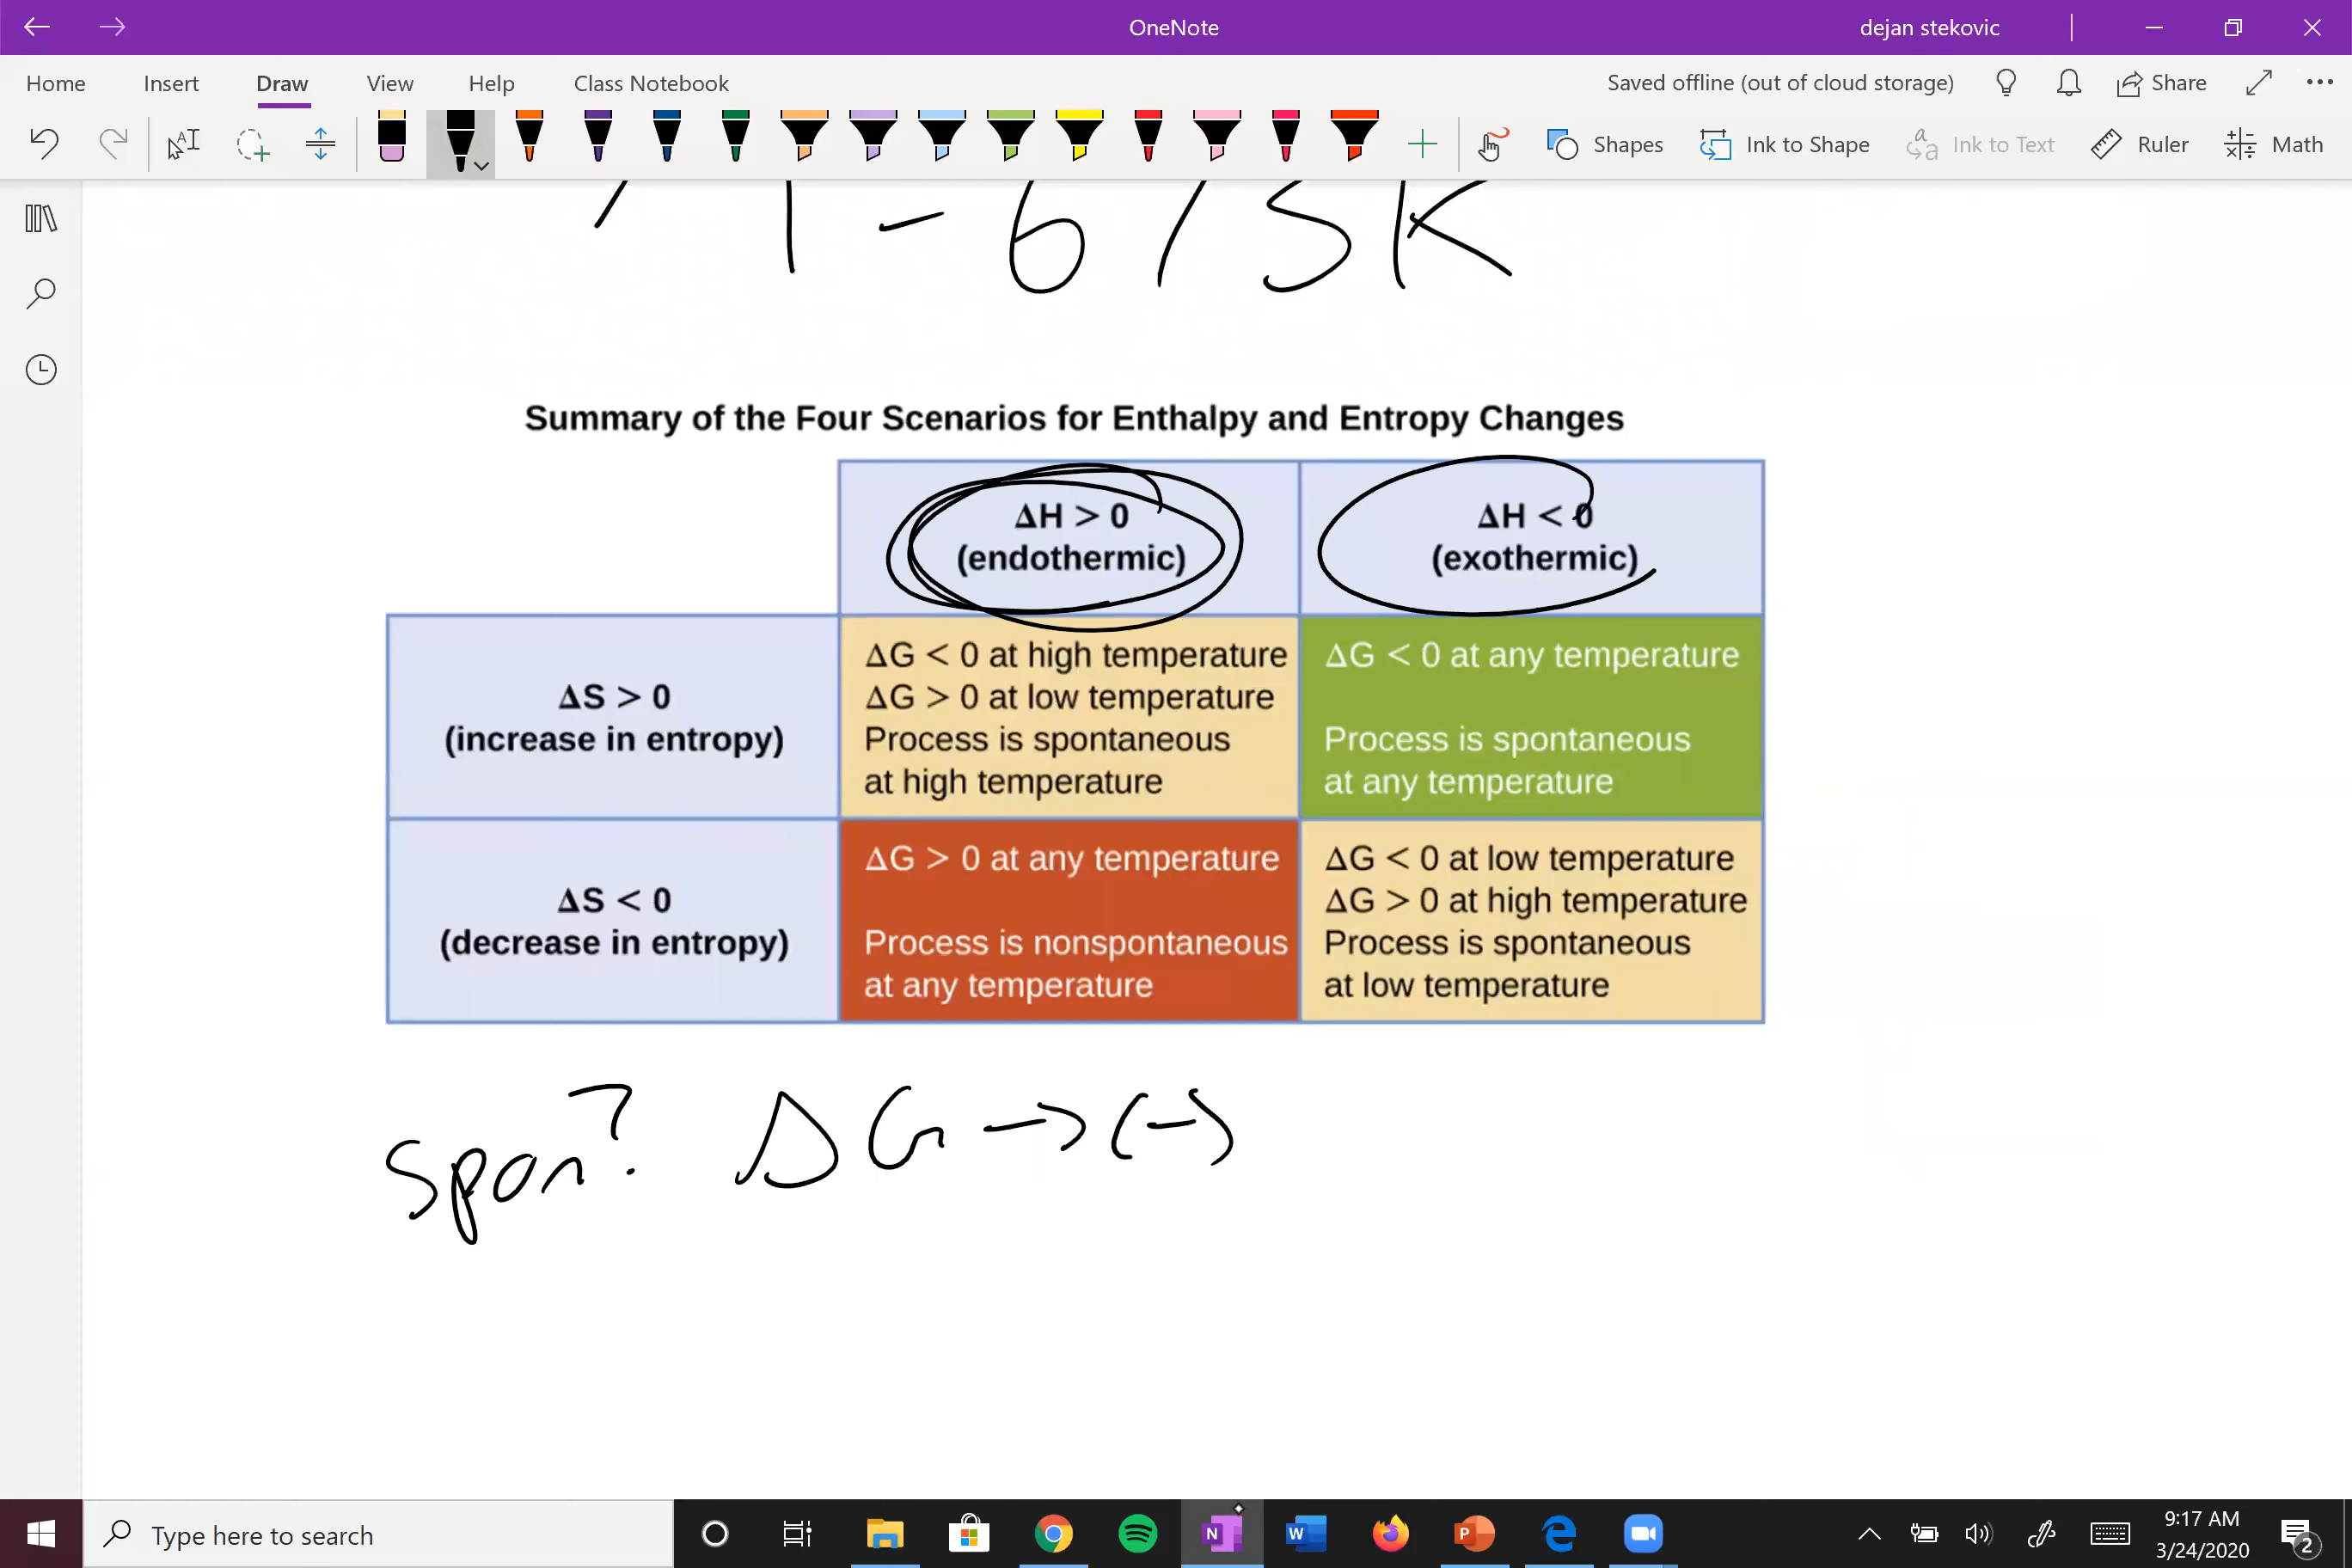 OneNote
dejan stekovic
Home Insert Draw View Help Class Notebook
Saved offline (out of cloud storage) Share
Shapes Ink to Shape Ink to Text Ruler Math
Summary of the Four Scenarios for Enthalpy and Entropy Changes
ΔH > 0
(endothermic)
ΔH < 0
(exothermic)
ΔS > 0
(increase in entropy)
ΔG < 0 at high temperature
ΔG > 0 at low temperature
Process is spontaneous
at high temperature
ΔG < 0 at any temperature
Process is spontaneous
at any temperature
ΔS < 0
(decrease in entropy)
ΔG > 0 at any temperature
Process is nonspontaneous
at any temperature
ΔG < 0 at low temperature
ΔG > 0 at high temperature
Process is spontaneous
at low temperature
Spon? ΔG → (-)
Type here to search
9:17 AM
3/24/2020
2